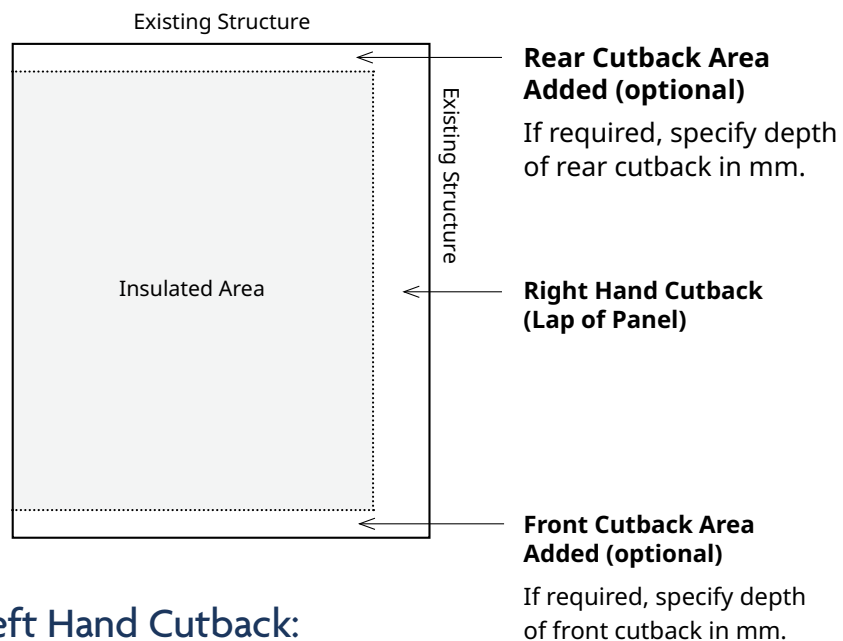 Existing Structure
Rear Cutback Area
Added (optional)
If required, specify depth
of rear cutback in mm.
Existing Structure
Insulated Area
Right Hand Cutback
(Lap of Panel)
Front Cutback Area
Added (optional)
If required, specify depth
of front cutback in mm.
eft Hand Cutback: